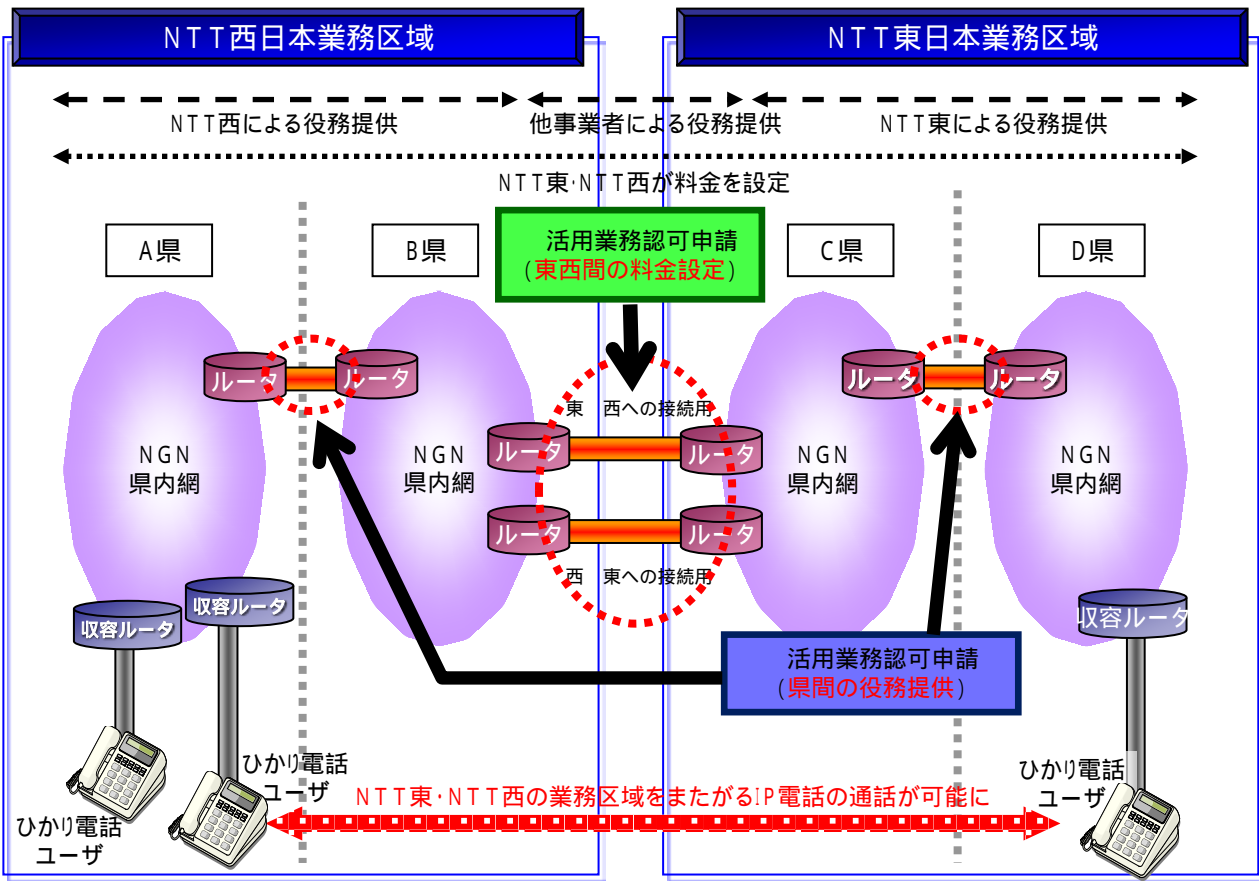 NTT西日本業務区域
NTT東日本業務区域
NTT西による役務提供
他事業者による役務提供
NTT東による役務提供
NTT東・NTT西が料金を設定
A県
B県
活用業務認可申請
(東西間の料金設定)
C県
D県
ルータ
ルータ
ルータ
ルータ
東 西への接続用
NGN
県内網
NGN
県内網
ルータ
ルータ
NGN
県内網
NGN
県内網
ルータ
ルータ
西 東への接続用
収容ルータ
収容ルータ
収容ルータ
活用業務認可申請
(県間の役務提供)
ひかり電話
ユーザ
ひかり電話
ユーザ
ひかり電話
ユーザ
NTT東・NTT西の業務区域をまたがるIP電話の通話が可能に